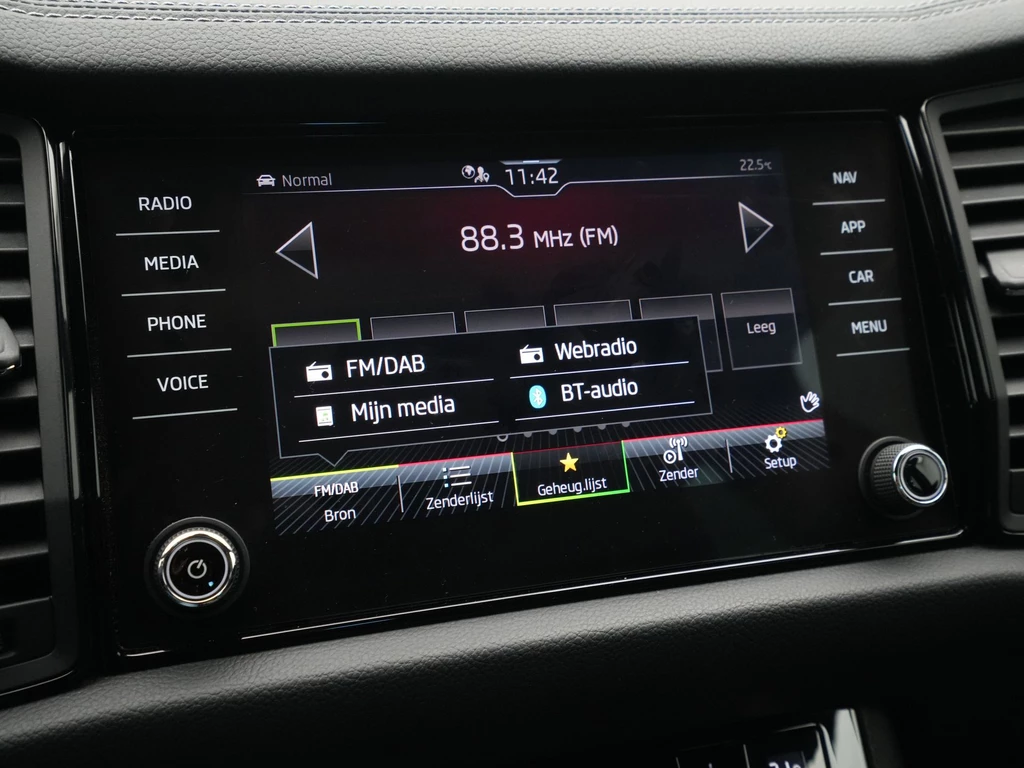 RADIO
MEDIA
PHONE
VOICE
Normal
11:42
22.5°C
88.3 MHz (FM)
Leeg
FM/DAB
Webradio
Mijn media
BT-audio
FM/DAB
Bron
Zenderlijst
Geheug.lijst
Zender
Setup
NAV
APP
CAR
MENU